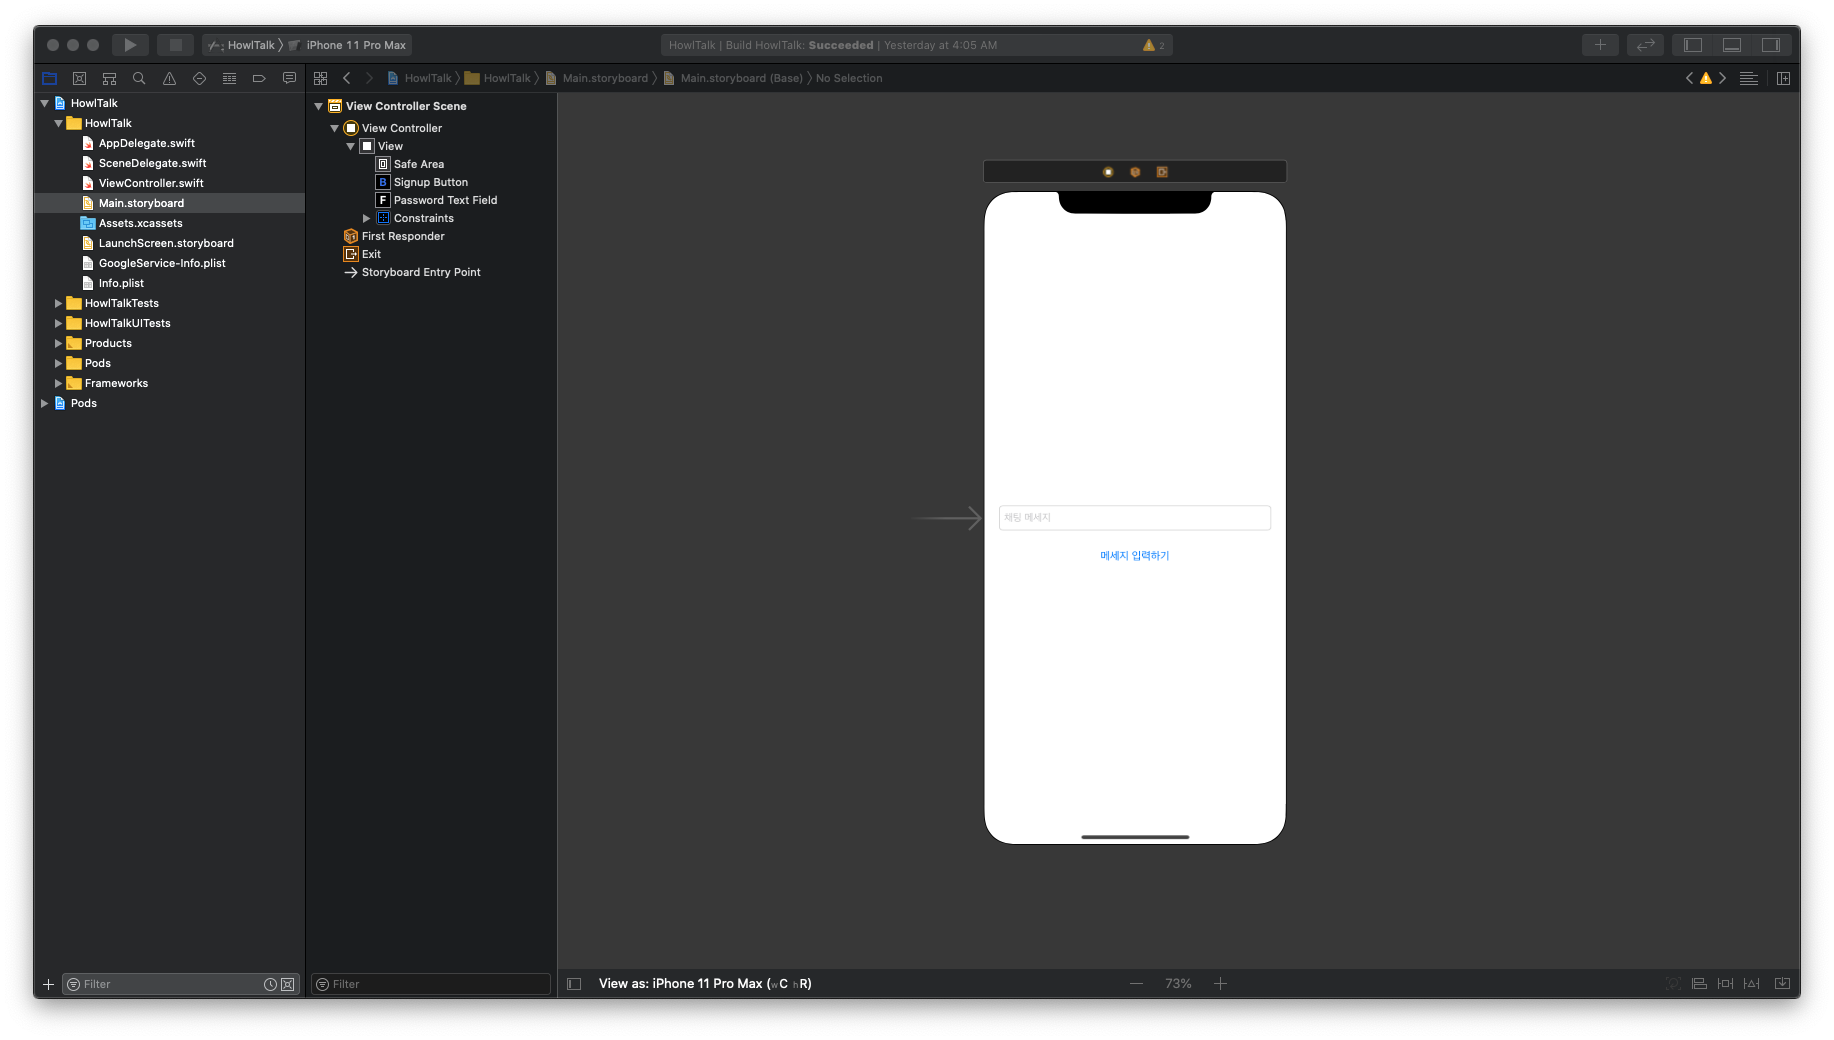 HowlTalk 〉 iPhone 11 Pro Max
HowlTalk | Build HowlTalk: Succeeded | Yesterday at 4:05 AM
2
HowlTalk 〉 HowlTalk 〉 Main.storyboard 〉 Main.storyboard (Base) 〉 No Selection
HowlTalk
HowlTalk
AppDelegate.swift
SceneDelegate.swift
ViewController.swift
Main.storyboard
Assets.xcassets
LaunchScreen.storyboard
GoogleService-Info.plist
Info.plist
HowlTalkTests
HowlTalkUITests
Products
Pods
Frameworks
Pods
Filter
View Controller Scene
View Controller
View
Safe Area
B Signup Button
F Password Text Field
Constraints
First Responder
Exit
Storyboard Entry Point
Filter
채팅 메세지
메세지 입력하기
View as: iPhone 11 Pro Max (wC hR)
73%